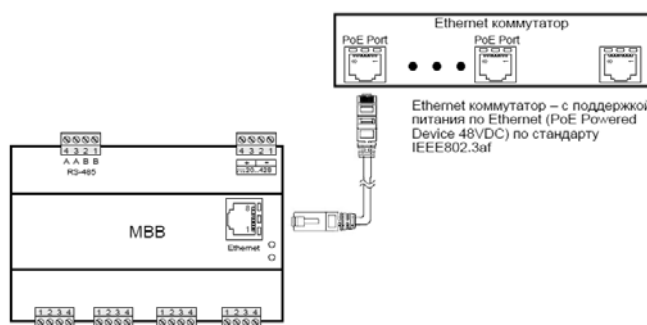 Ethernet коммутатор
PoE Port
PoE Port
Ethernet коммутатор – с поддержкой
питания по Ethernet (PoE Powered
Device 48VDC) по стандарту
IEEE802.3af
4 3 2 1
A A B B
RS-485
4 3 2 1
+ −
MBB
8
1
Ethernet
1 2 3 4
1 2 3 4
1 2 3 4
1 2 3 4